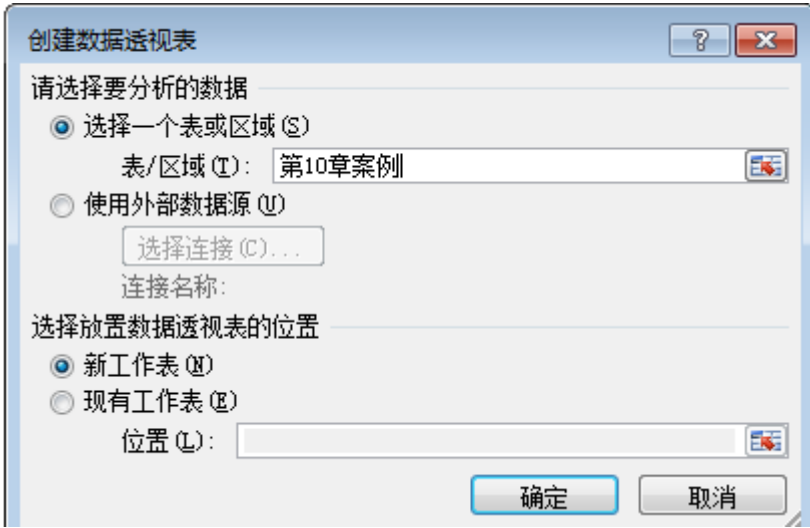 创建数据透视表
请选择要分析的数据
选择一个表或区域(S)
表/区域(T): 第10章案例
使用外部数据源(U)
选择连接(C)...
连接名称:
选择放置数据透视表的位置
新工作表(N)
现有工作表(E)
位置(L):
确定 取消